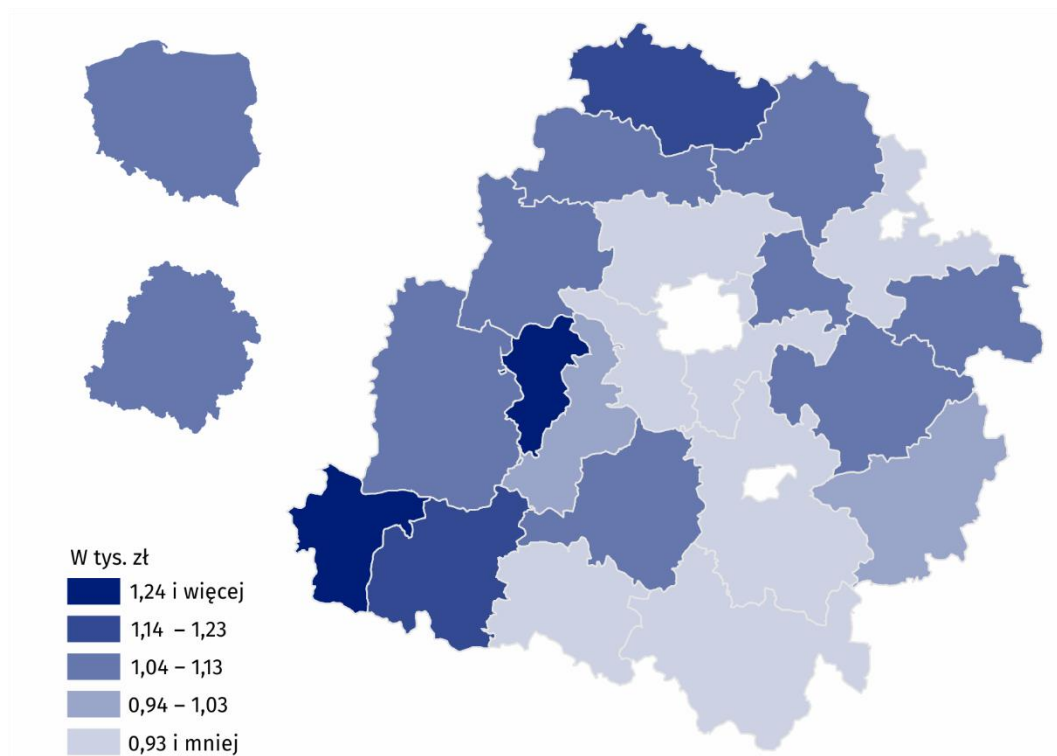 W tys. zł
1,24 i więcej
1,14 – 1,23
1,04 – 1,13
0,94 – 1,03
0,93 i mniej